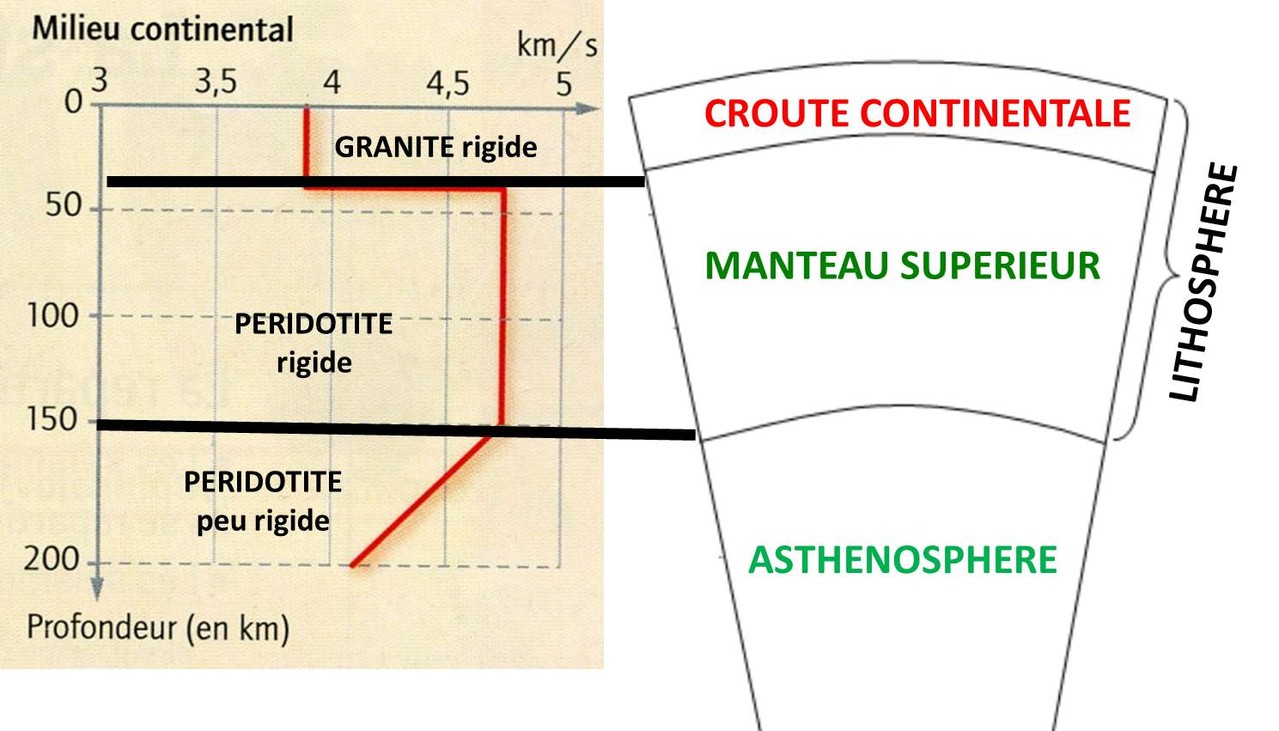 Milieu continental
km/s
3 3,5 4 4,5 5
0
GRANITE rigide
50
100
PERIDOTITE
rigide
150
PERIDOTITE
peu rigide
200
Profondeur (en km)
CROUTE CONTINENTALE
MANTEAU SUPERIEUR
LITHOSPHERE
ASTHENOSPHERE